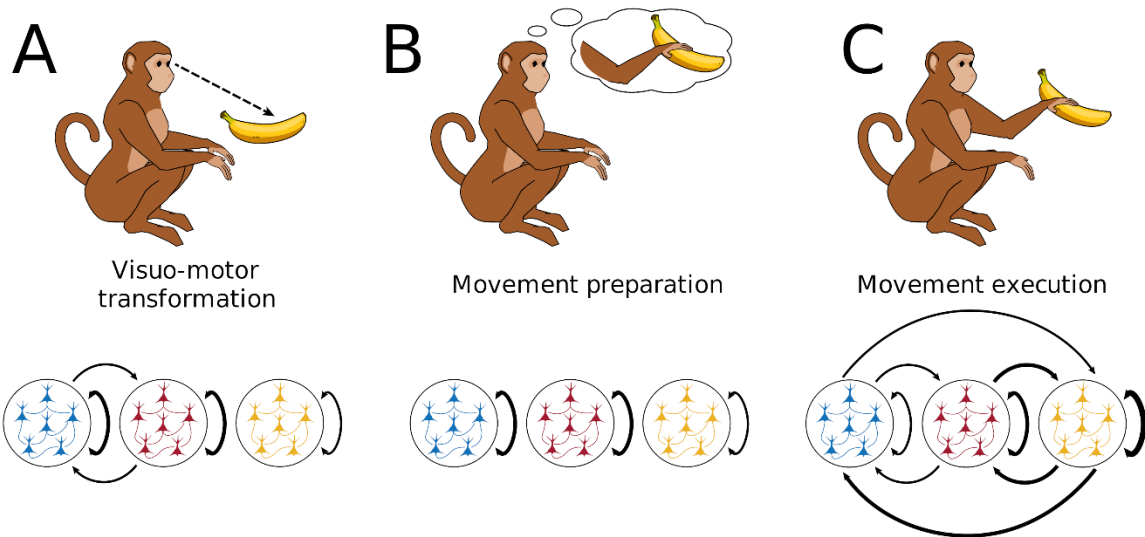 A
B
C
Visuo-motor
transformation
Movement preparation
Movement execution